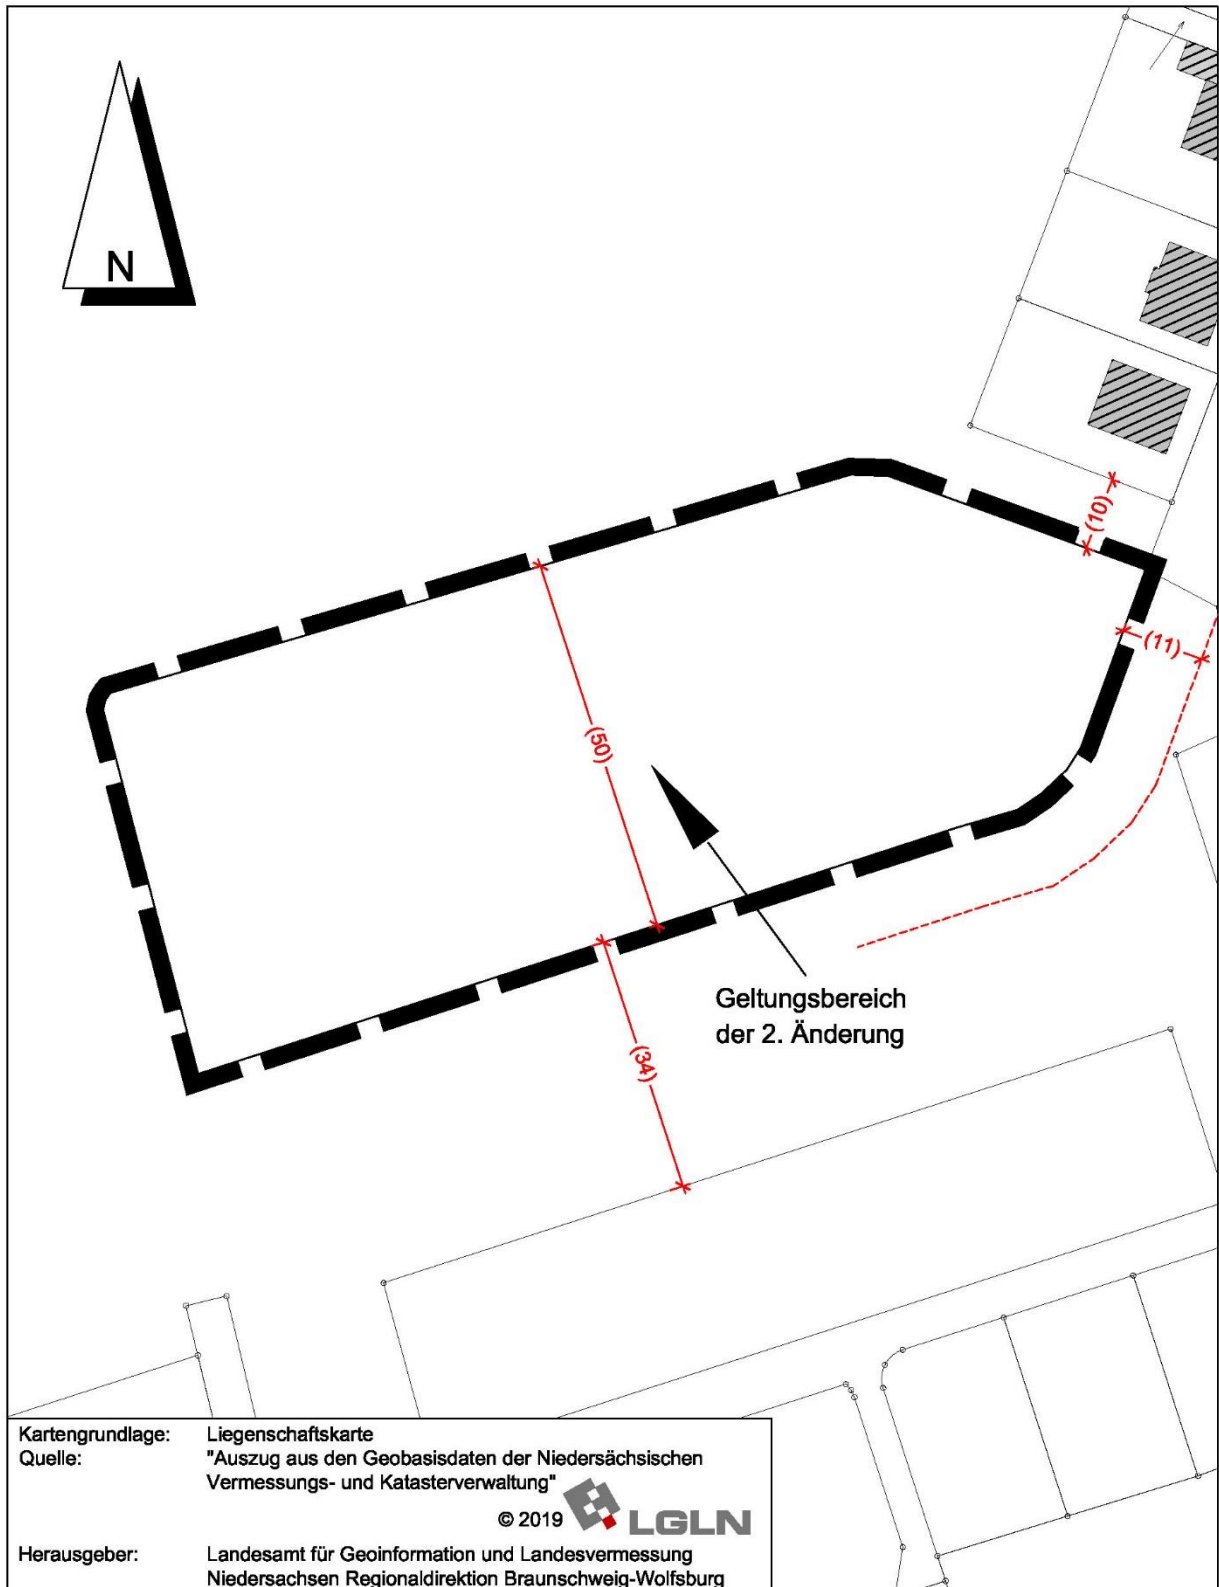 N
(10)
(11)
(50)
Geltungsbereich
der 2. Änderung
(34)
Kartengrundlage: Liegenschaftskarte
Quelle: "Auszug aus den Geobasisdaten der Niedersächsischen
Vermessungs- und Katasterverwaltung"
© 2019 LGLN
Herausgeber: Landesamt für Geoinformation und Landesvermessung
Niedersachsen Regionaldirektion Braunschweig-Wolfsburg